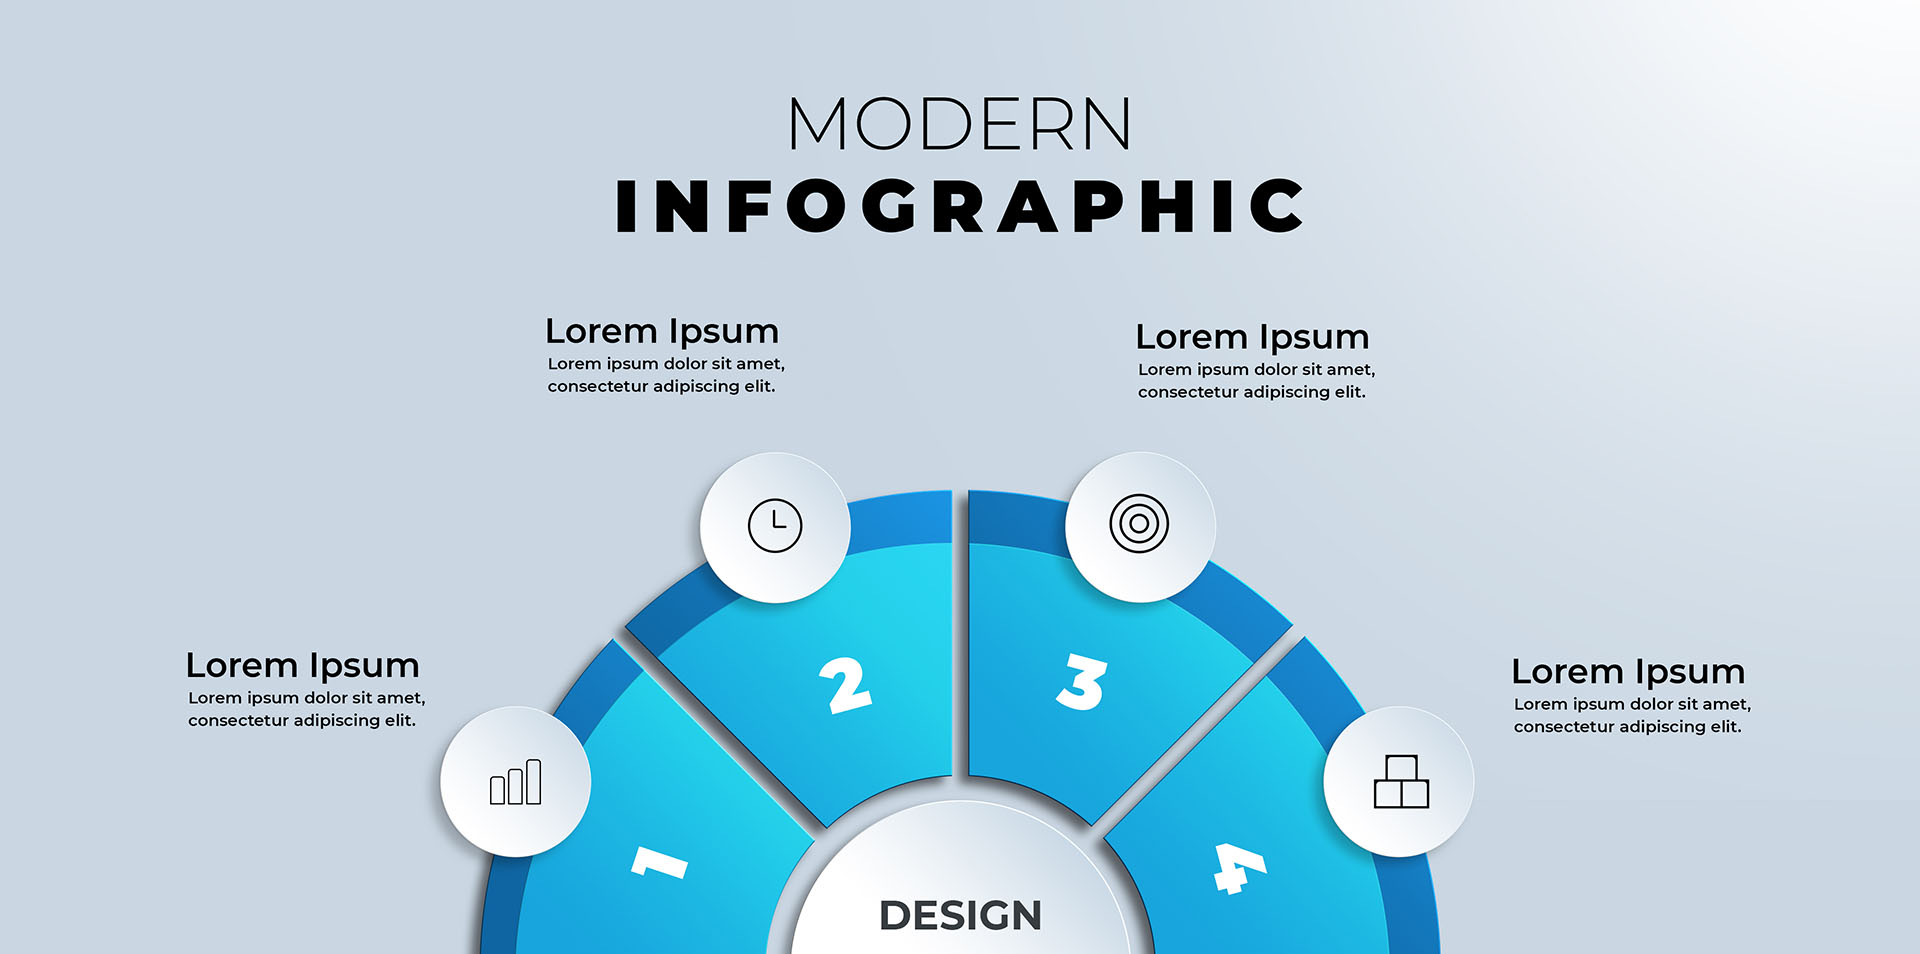 MODERN
INFOGRAPHIC
Lorem Ipsum
Lorem ipsum dolor sit amet,
consectetur adipiscing elit.
Lorem Ipsum
Lorem ipsum dolor sit amet,
consectetur adipiscing elit.
Lorem Ipsum
Lorem ipsum dolor sit amet,
consectetur adipiscing elit.
Lorem Ipsum
Lorem ipsum dolor sit amet,
consectetur adipiscing elit.
1
2
3
4
DESIGN